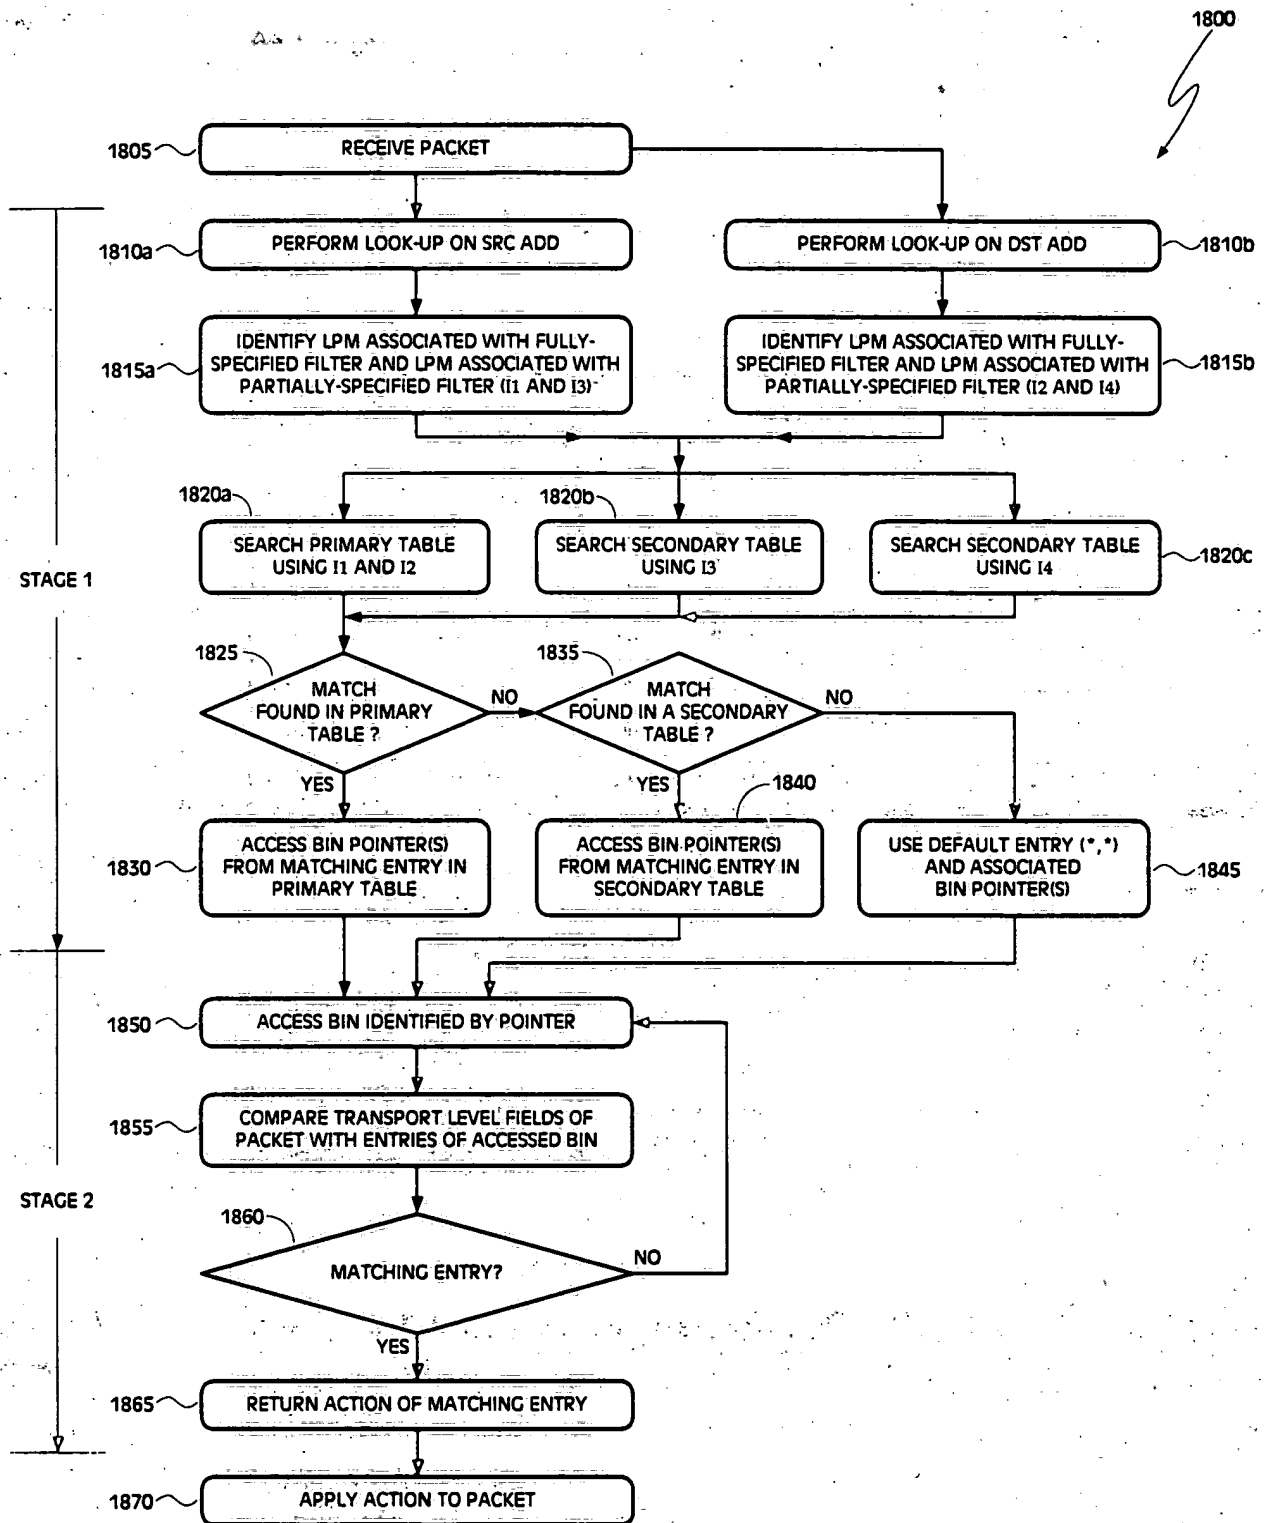 1800
1805
RECEIVE PACKET
1810a
PERFORM LOOK-UP ON SRC ADD
PERFORM LOOK-UP ON DST ADD
1810b
1815a
IDENTIFY LPM ASSOCIATED WITH FULLY-
SPECIFIED FILTER AND LPM ASSOCIATED WITH
PARTIALLY-SPECIFIED FILTER (I1 AND I3)
IDENTIFY LPM ASSOCIATED WITH FULLY-
SPECIFIED FILTER AND LPM ASSOCIATED WITH
PARTIALLY-SPECIFIED FILTER (I2 AND I4)
1815b
STAGE 1
1820a
SEARCH PRIMARY TABLE
USING I1 AND I2
1820b
SEARCH SECONDARY TABLE
USING I3
SEARCH SECONDARY TABLE
USING I4
1820c
1825
MATCH
FOUND IN PRIMARY
TABLE ?
NO
YES
1835
MATCH
FOUND IN A SECONDARY
TABLE ?
NO
YES
1830
ACCESS BIN POINTER(S)
FROM MATCHING ENTRY IN
PRIMARY TABLE
1840
ACCESS BIN POINTER(S)
FROM MATCHING ENTRY IN
SECONDARY TABLE
USE DEFAULT ENTRY (*,*)
AND ASSOCIATED
BIN POINTER(S)
1845
STAGE 2
1850
ACCESS BIN IDENTIFIED BY POINTER
1855
COMPARE TRANSPORT LEVEL FIELDS OF
PACKET WITH ENTRIES OF ACCESSED BIN
1860
MATCHING ENTRY?
NO
YES
1865
RETURN ACTION OF MATCHING ENTRY
1870
APPLY ACTION TO PACKET